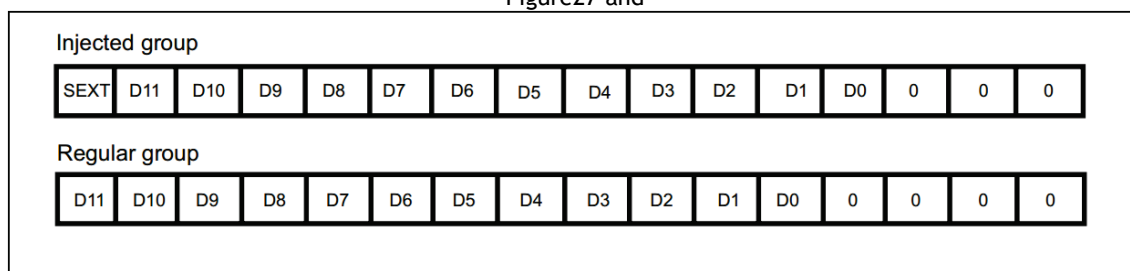 Figure27 and
Injected group
SEXT D11 D10 D9 D8 D7 D6 D5 D4 D3 D2 D1 D0 0 0 0
Regular group
D11 D10 D9 D8 D7 D6 D5 D4 D3 D2 D1 D0 0 0 0 0